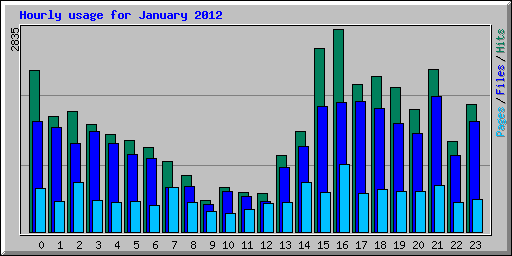 Hourly usage for January 2012
2835
Pages/Files/Hits
0 1 2 3 4 5 6 7 8 9 10 11 12 13 14 15 16 17 18 19 20 21 22 23